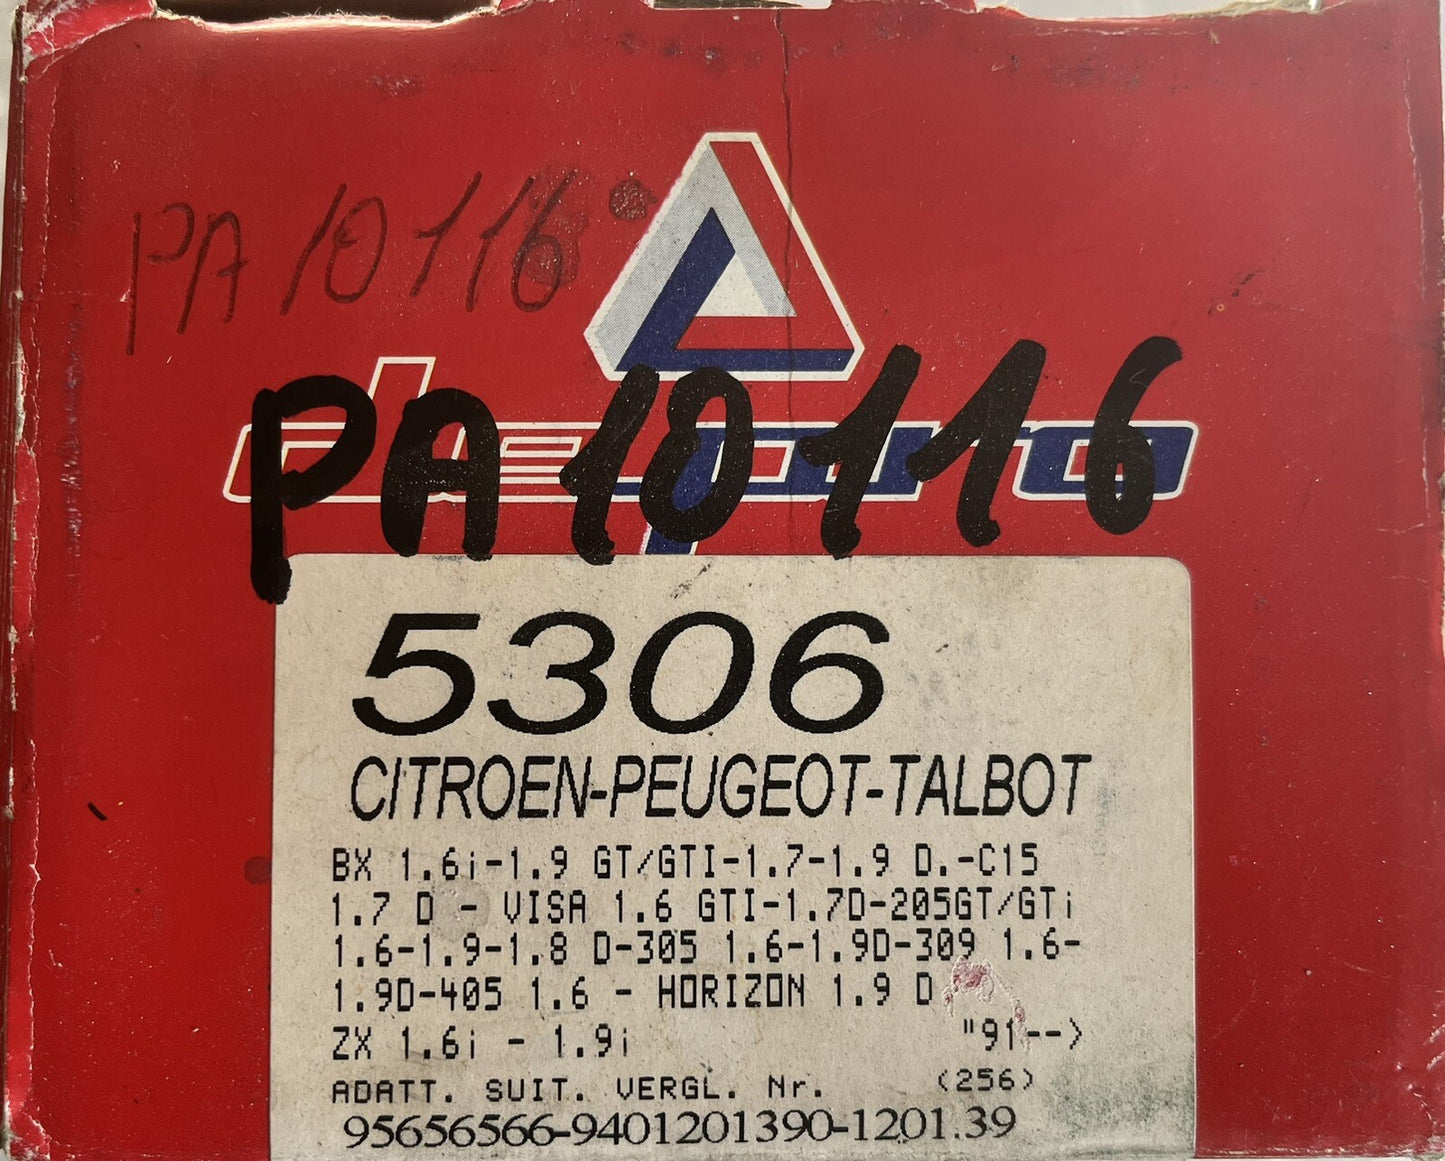 PA 10116
PA 10116
5306
CITROEN-PEUGEOT-TALBOT
BX 1.6i-1.9 GT/GTI-1.7-1.9 D.-C15
1.7 D - VISA 1.6 GTI-1.7D-205GT/GTi
1.6-1.9-1.8 D-305 1.6-1.9D-309 1.6-
1.9D-405 1.6 - HORIZON 1.9 D
ZX 1.6i - 1.9i "91-->
ADATT. SUIT. VERGL. Nr. (256)
95656566-9401201390-1201.39